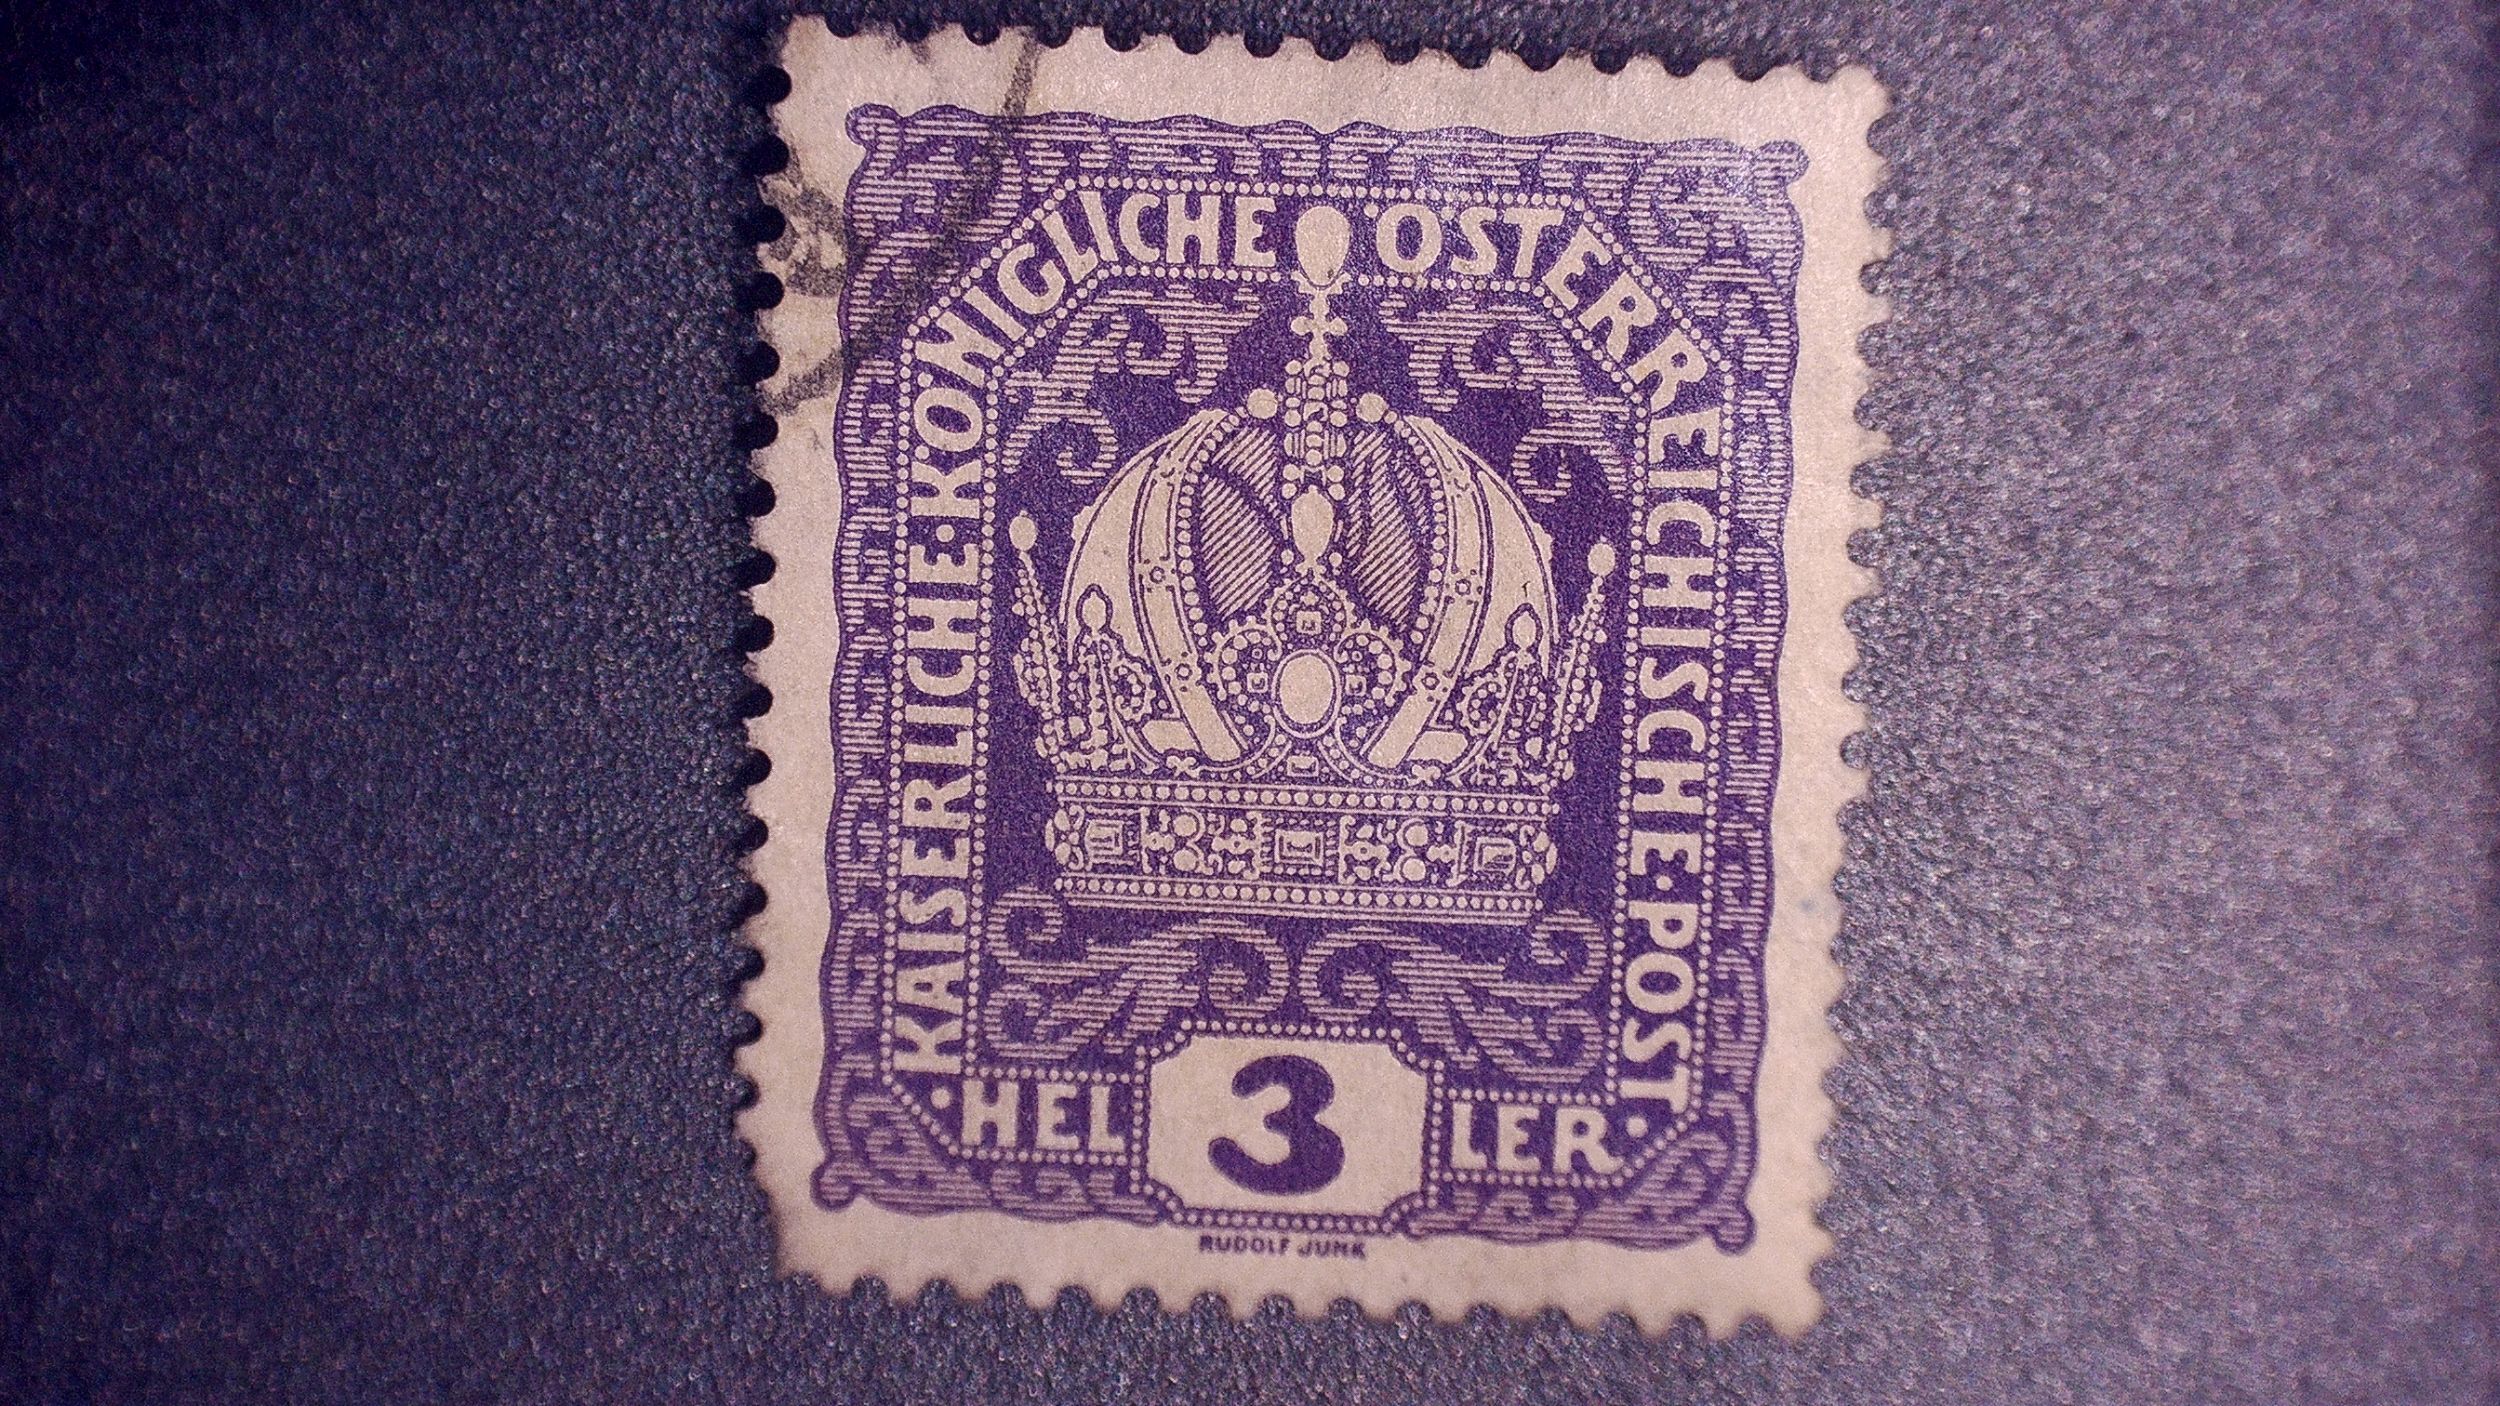 KAISERLICHE·KÖNIGLICHE ÖSTERREICHISCHE·POST·
·HEL 3 LER
RUDOLF JUNK